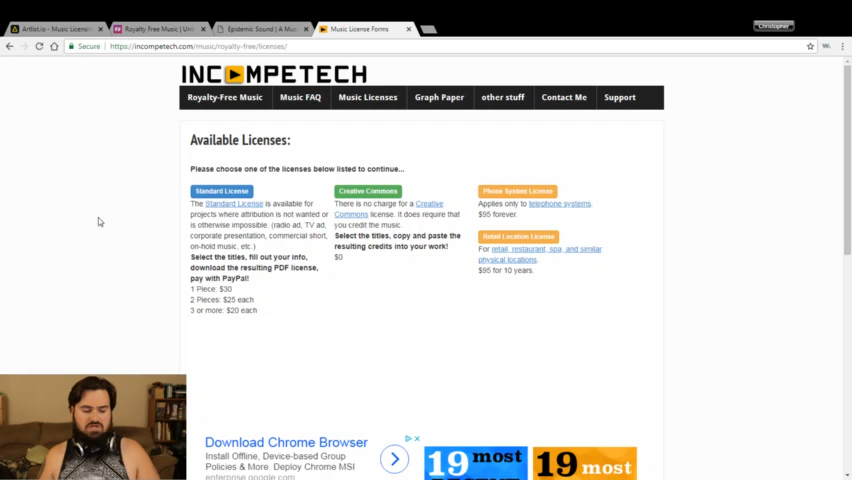 Artlist.io - Music Licensin
Royalty Free Music | Unli
Epidemic Sound | A Mus
Music License Forms
Christopher
Secure
https://incompetech.com/music/royalty-free/licenses/
INCOMPETECH
Royalty-Free Music
Music FAQ
Music Licenses
Graph Paper
other stuff
Contact Me
Support
Available Licenses:
Please choose one of the licenses below listed to continue...
Standard License
The Standard License is available for
projects where attribution is not wanted or
is otherwise impossible. (radio ad, TV ad,
corporate presentation, commercial short,
on-hold music, etc.)
Select the titles, fill out your info,
download the resulting PDF license,
pay with PayPal!
1 Piece: $30
2 Pieces: $25 each
3 or more: $20 each
Creative Commons
There is no charge for a Creative
Commons license. It does require that
you credit the music.
Select the titles, copy and paste the
resulting credits into your work!
$0
Phone System License
Applies only to telephone systems.
$95 forever.
Retail Location License
For retail, restaurant, spa, and similar
physical locations.
$95 for 10 years.
Download Chrome Browser
Install Offline, Device-based Group
Policies & More. Deploy Chrome MSI
enterprise.google.com
19 most
19 most